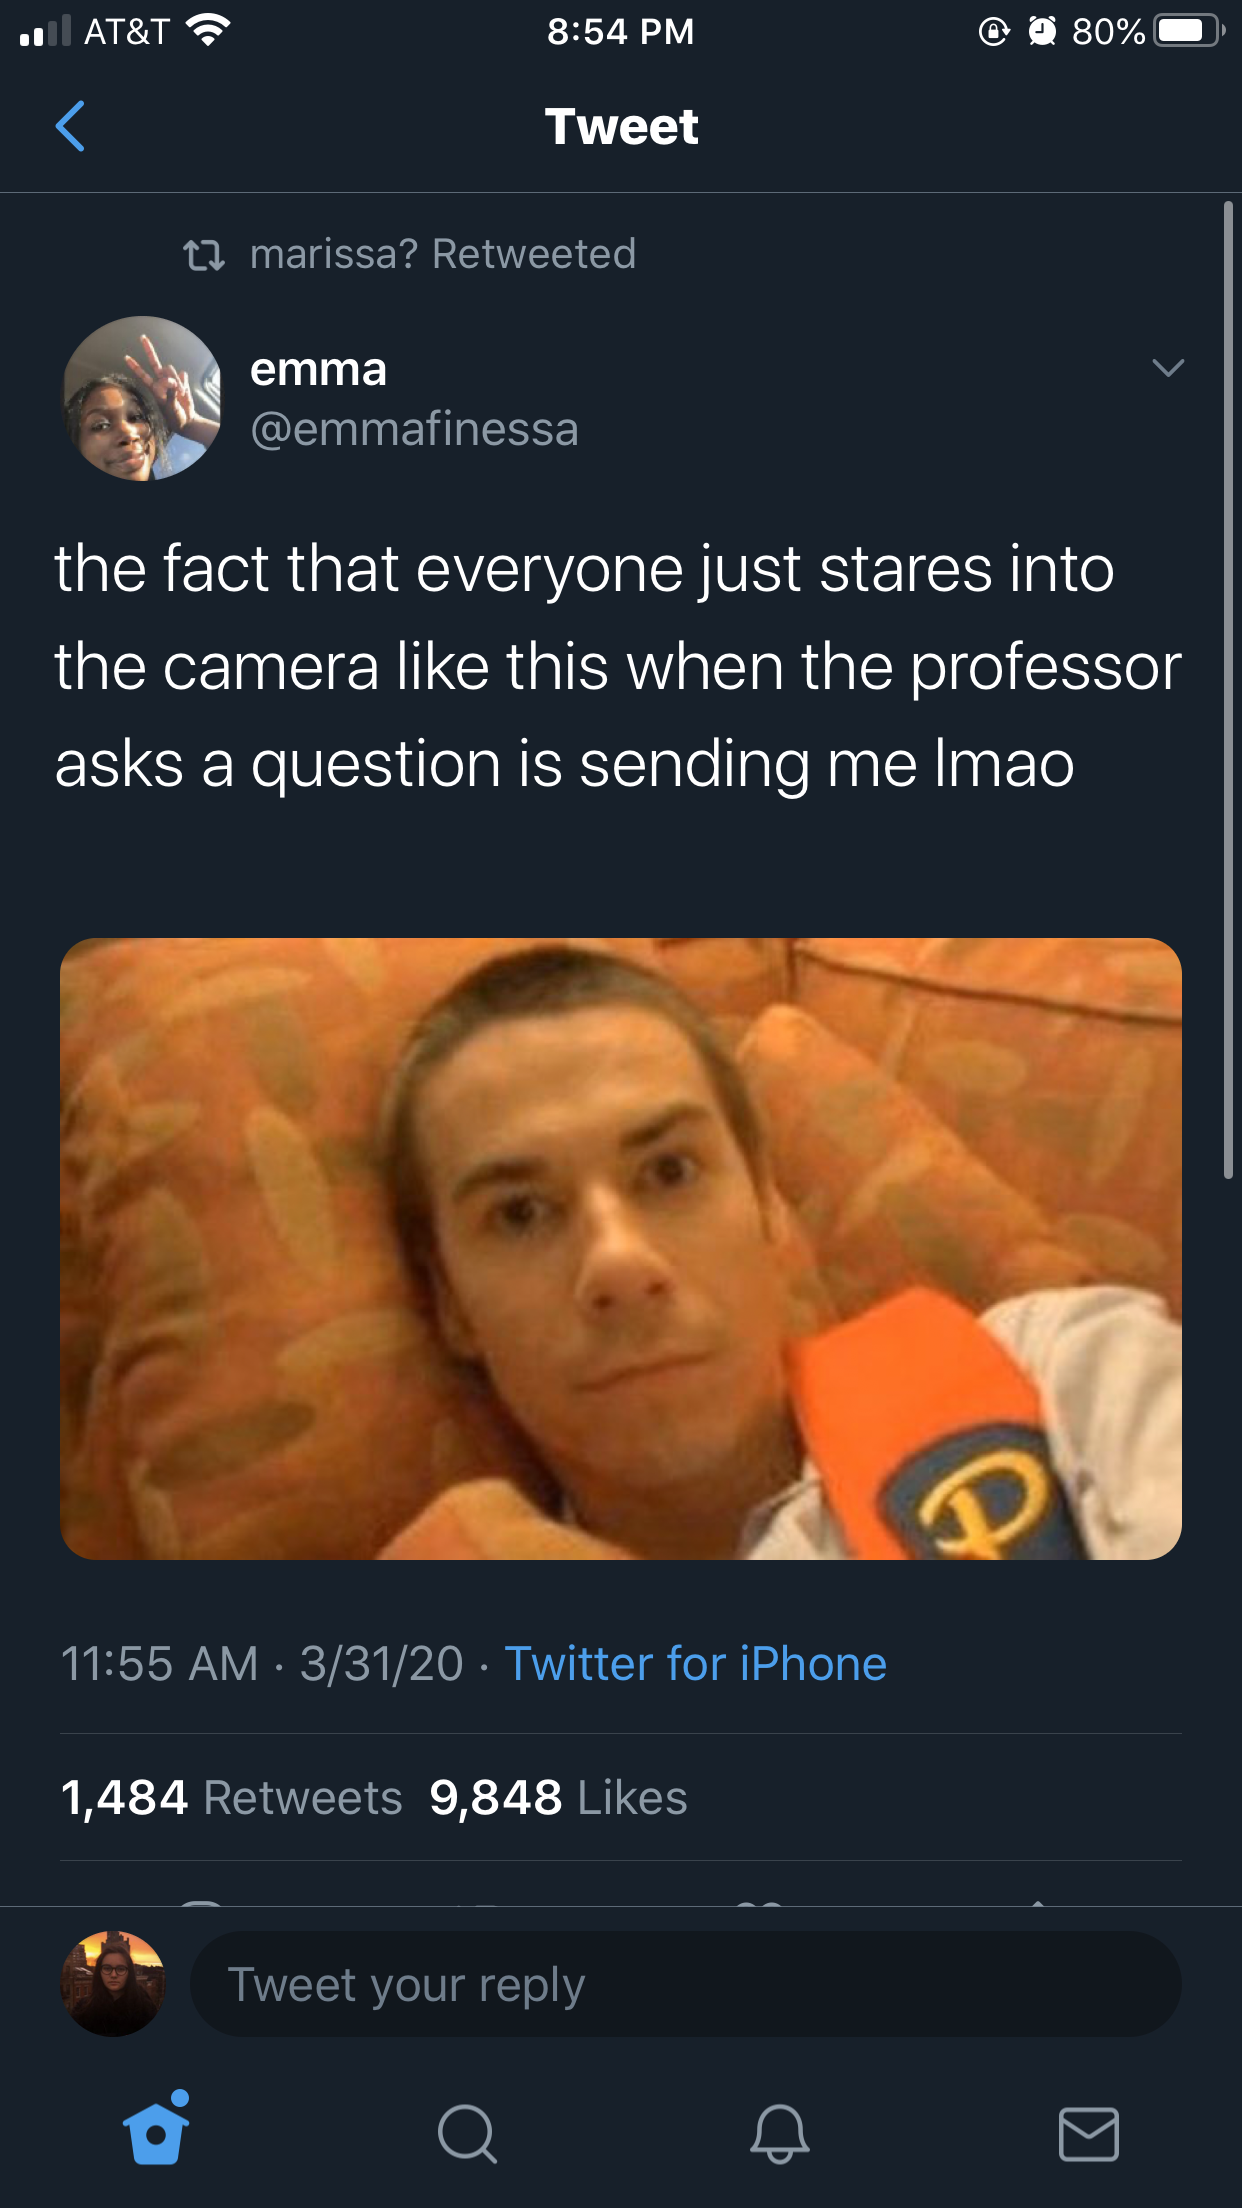 AT&T 8:54 PM 80%
Tweet
marissa? Retweeted
emma
@emmafinessa
the fact that everyone just stares into
the camera like this when the professor
asks a question is sending me lmao
P
11:55 AM · 3/31/20 · Twitter for iPhone
1,484 Retweets 9,848 Likes
Tweet your reply